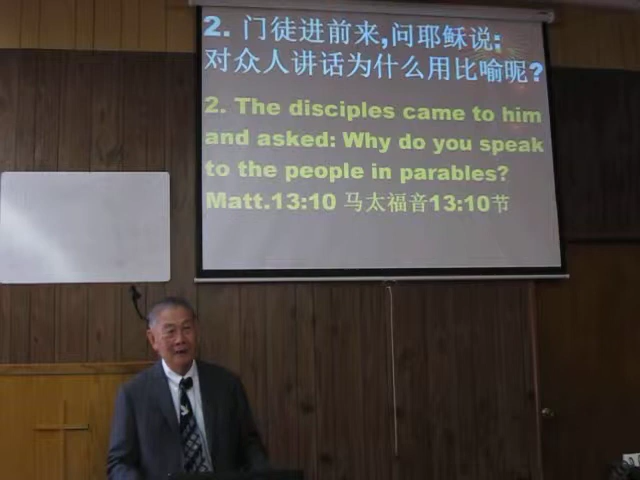 2. 门徒进前来,问耶稣说:
对众人讲话为什么用比喻呢?
2. The disciples came to him
and asked: Why do you speak
to the people in parables?
Matt.13:10 马太福音13:10节